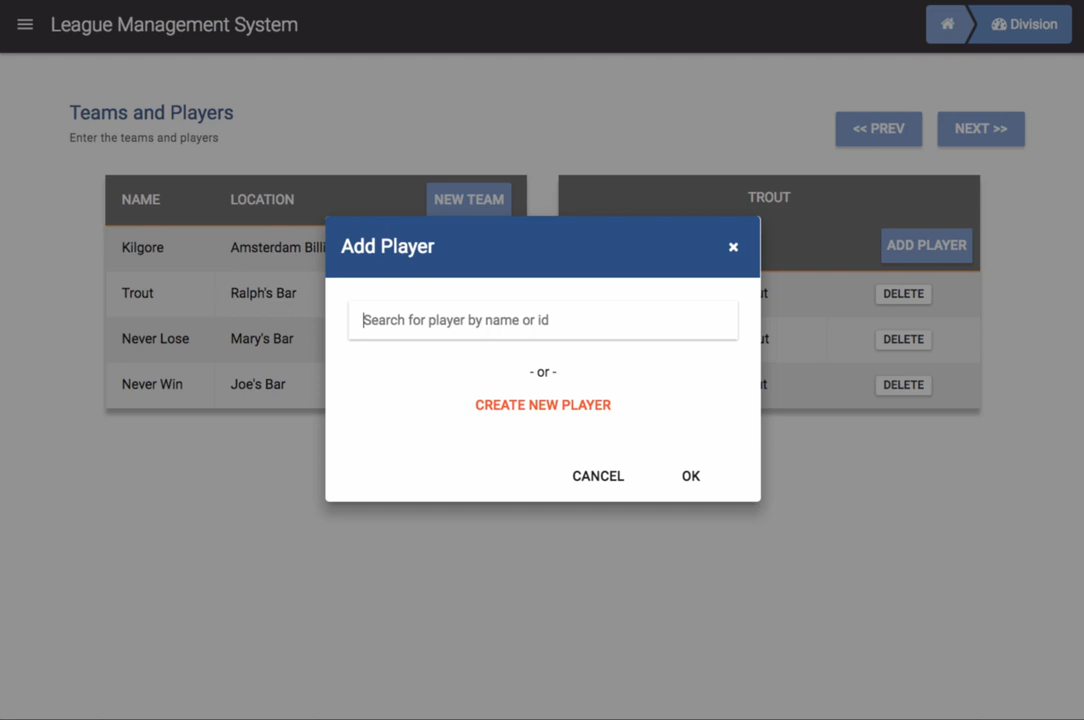 League Management System
Division
Teams and Players
Enter the teams and players
<< PREV
NEXT >>
NAME LOCATION NEW TEAM
Kilgore Amsterdam Billi
Trout Ralph's Bar
Never Lose Mary's Bar
Never Win Joe's Bar
TROUT
ADD PLAYER
DELETE
DELETE
DELETE
Add Player
×
Search for player by name or id
- or -
CREATE NEW PLAYER
CANCEL OK